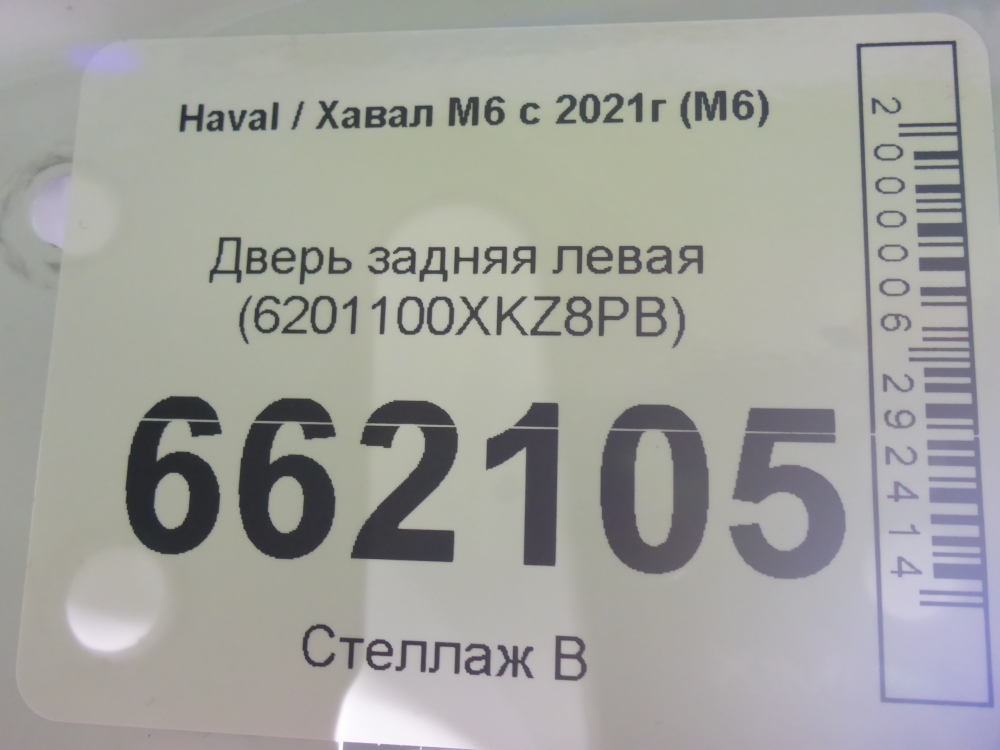 Haval / Хавал М6 с 2021г (М6)
Дверь задняя левая
(6201100XKZ8PB)
662105
Стеллаж В
2000006292414